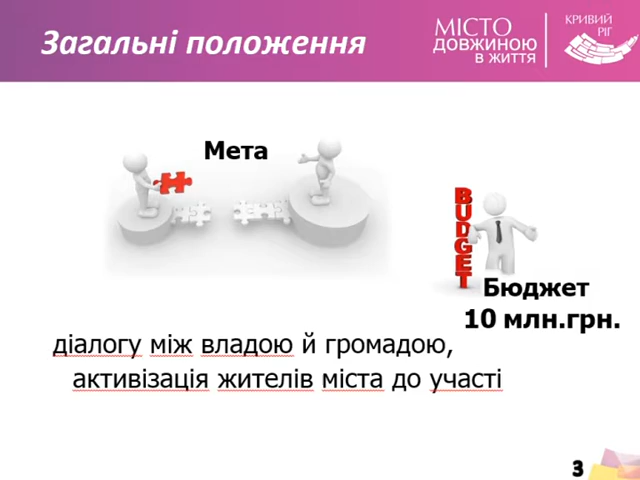 Загальні положення
МІСТО
ДОВЖИНОЮ
В ЖИТТЯ
КРИВИЙ
РІГ
Мета
BUDGET
Бюджет
10 млн.грн.
діалогу між владою й громадою,
активізація жителів міста до участі
3